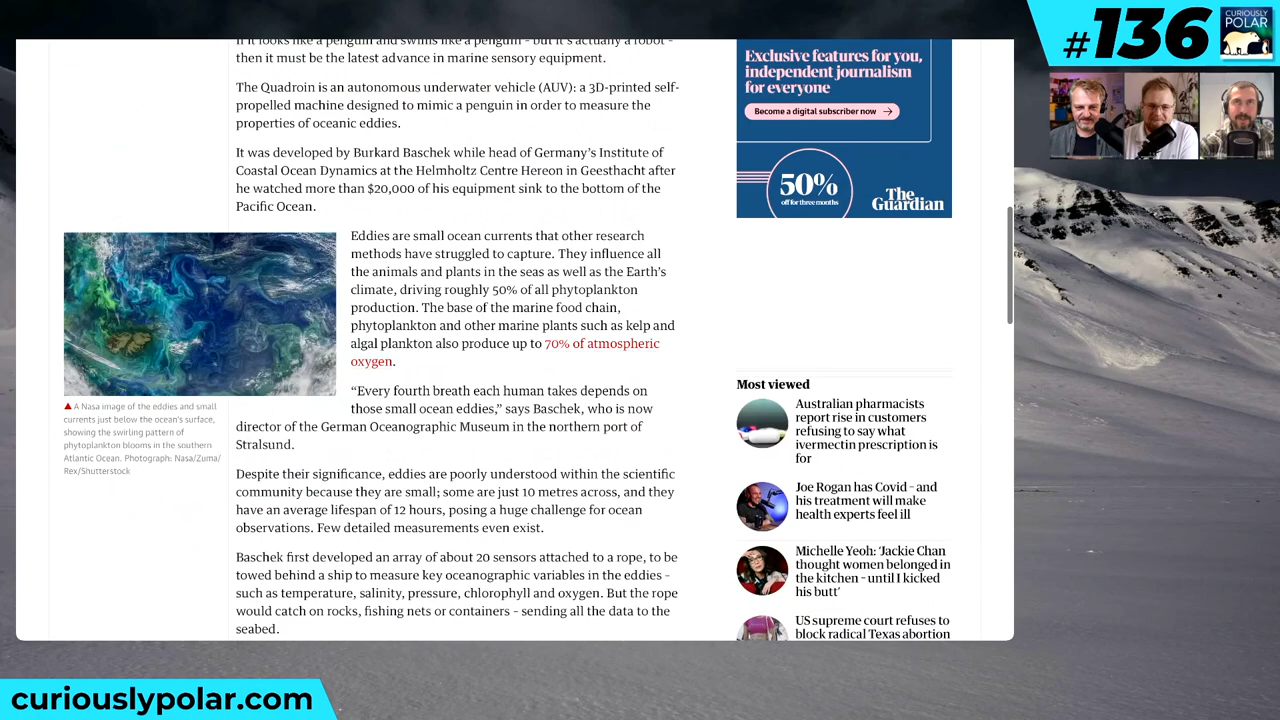 #136
CURIOUSLY
POLAR
If it looks like a penguin and swims like a penguin – but it's actually a robot –
then it must be the latest advance in marine sensory equipment.
The Quadroin is an autonomous underwater vehicle (AUV): a 3D-printed self-
propelled machine designed to mimic a penguin in order to measure the
properties of oceanic eddies.
It was developed by Burkard Baschek while head of Germany's Institute of
Coastal Ocean Dynamics at the Helmholtz Centre Hereon in Geesthacht after
he watched more than $20,000 of his equipment sink to the bottom of the
Pacific Ocean.
Eddies are small ocean currents that other research
methods have struggled to capture. They influence all
the animals and plants in the seas as well as the Earth's
climate, driving roughly 50% of all phytoplankton
production. The base of the marine food chain,
phytoplankton and other marine plants such as kelp and
algal plankton also produce up to 70% of atmospheric
oxygen.
"Every fourth breath each human takes depends on
those small ocean eddies," says Baschek, who is now
director of the German Oceanographic Museum in the northern port of
Stralsund.
▲ A Nasa image of the eddies and small
currents just below the ocean's surface,
showing the swirling pattern of
phytoplankton blooms in the southern
Atlantic Ocean. Photograph: Nasa/Zuma/
Rex/Shutterstock
Despite their significance, eddies are poorly understood within the scientific
community because they are small; some are just 10 metres across, and they
have an average lifespan of 12 hours, posing a huge challenge for ocean
observations. Few detailed measurements even exist.
Baschek first developed an array of about 20 sensors attached to a rope, to be
towed behind a ship to measure key oceanographic variables in the eddies –
such as temperature, salinity, pressure, chlorophyll and oxygen. But the rope
would catch on rocks, fishing nets or containers – sending all the data to the
seabed.
Exclusive features for you,
independent journalism
for everyone
Become a digital subscriber now →
50%
off for three months
The
Guardian
Most viewed
Australian pharmacists
report rise in customers
refusing to say what
ivermectin prescription is
for
Joe Rogan has Covid – and
his treatment will make
health experts feel ill
Michelle Yeoh: 'Jackie Chan
thought women belonged in
the kitchen – until I kicked
his butt'
US supreme court refuses to
block radical Texas abortion
curiouslypolar.com